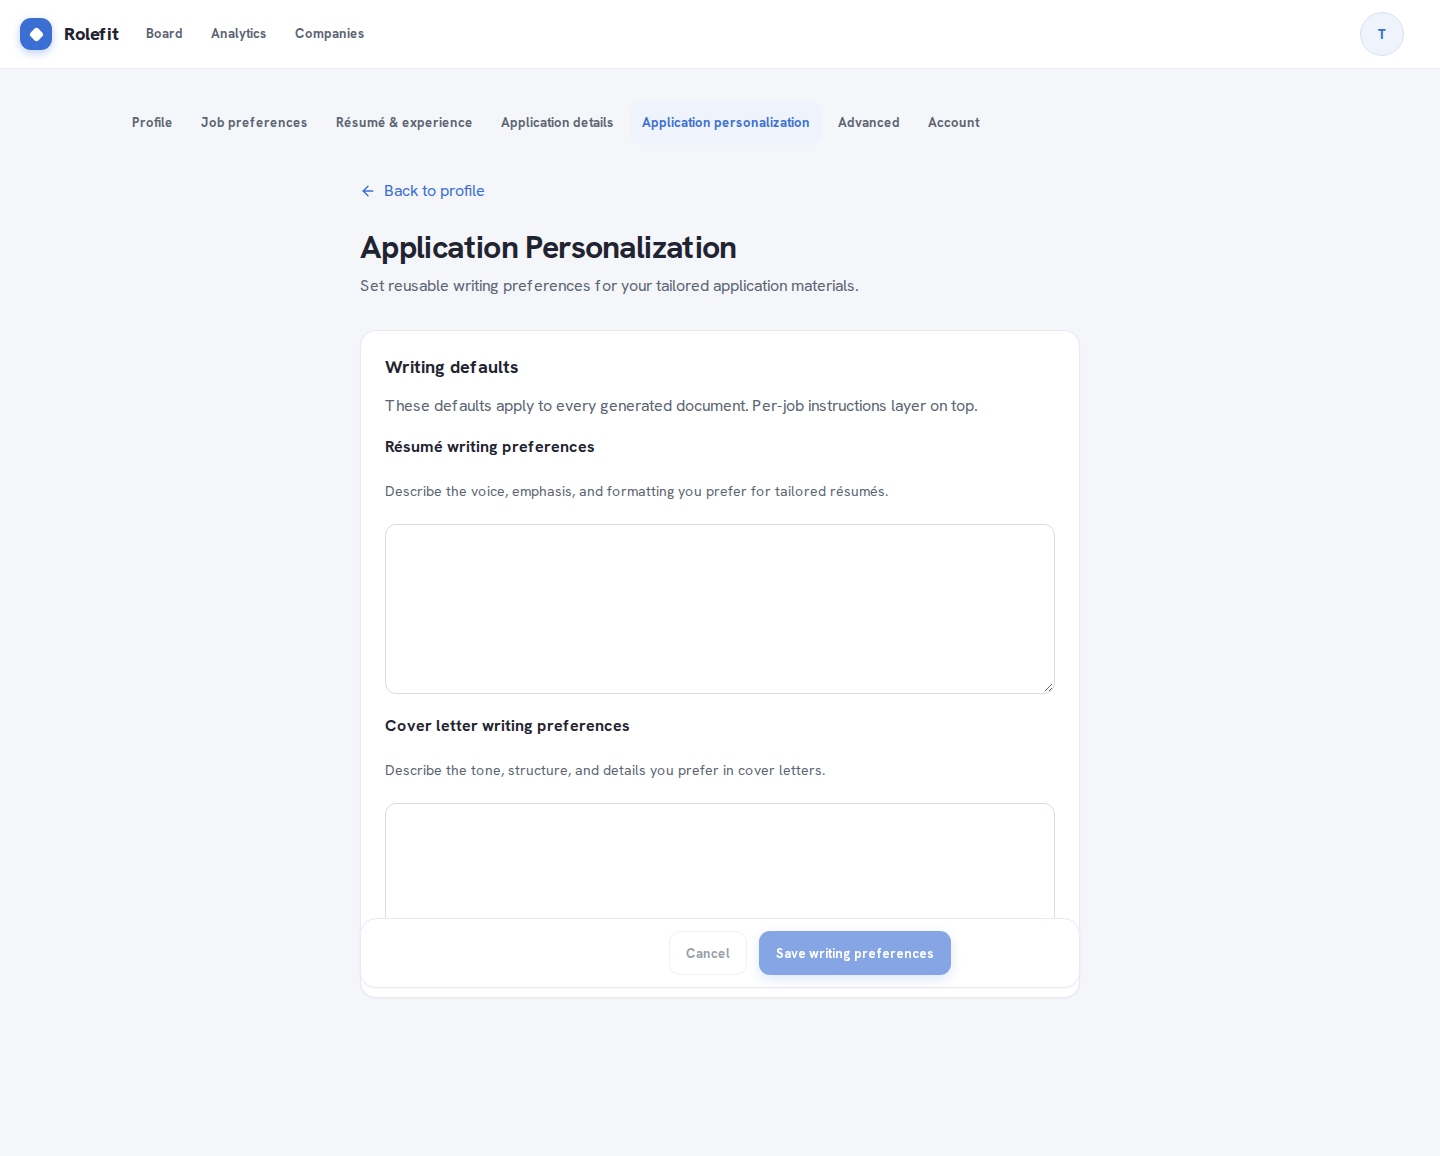 Rolefit
Board
Analytics
Companies
T
Profile
Job preferences
Résumé & experience
Application details
Application personalization
Advanced
Account
Back to profile
Application Personalization
Set reusable writing preferences for your tailored application materials.
Writing defaults
These defaults apply to every generated document. Per-job instructions layer on top.
Résumé writing preferences
Describe the voice, emphasis, and formatting you prefer for tailored résumés.
Cover letter writing preferences
Describe the tone, structure, and details you prefer in cover letters.
Cancel
Save writing preferences